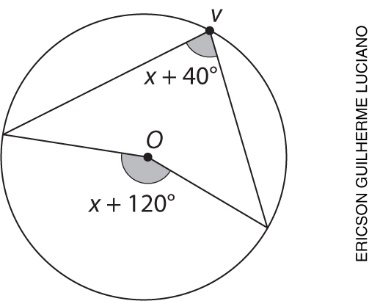 V
x + 40°
O
x + 120°
ERICSON GUILHERME LUCIANO